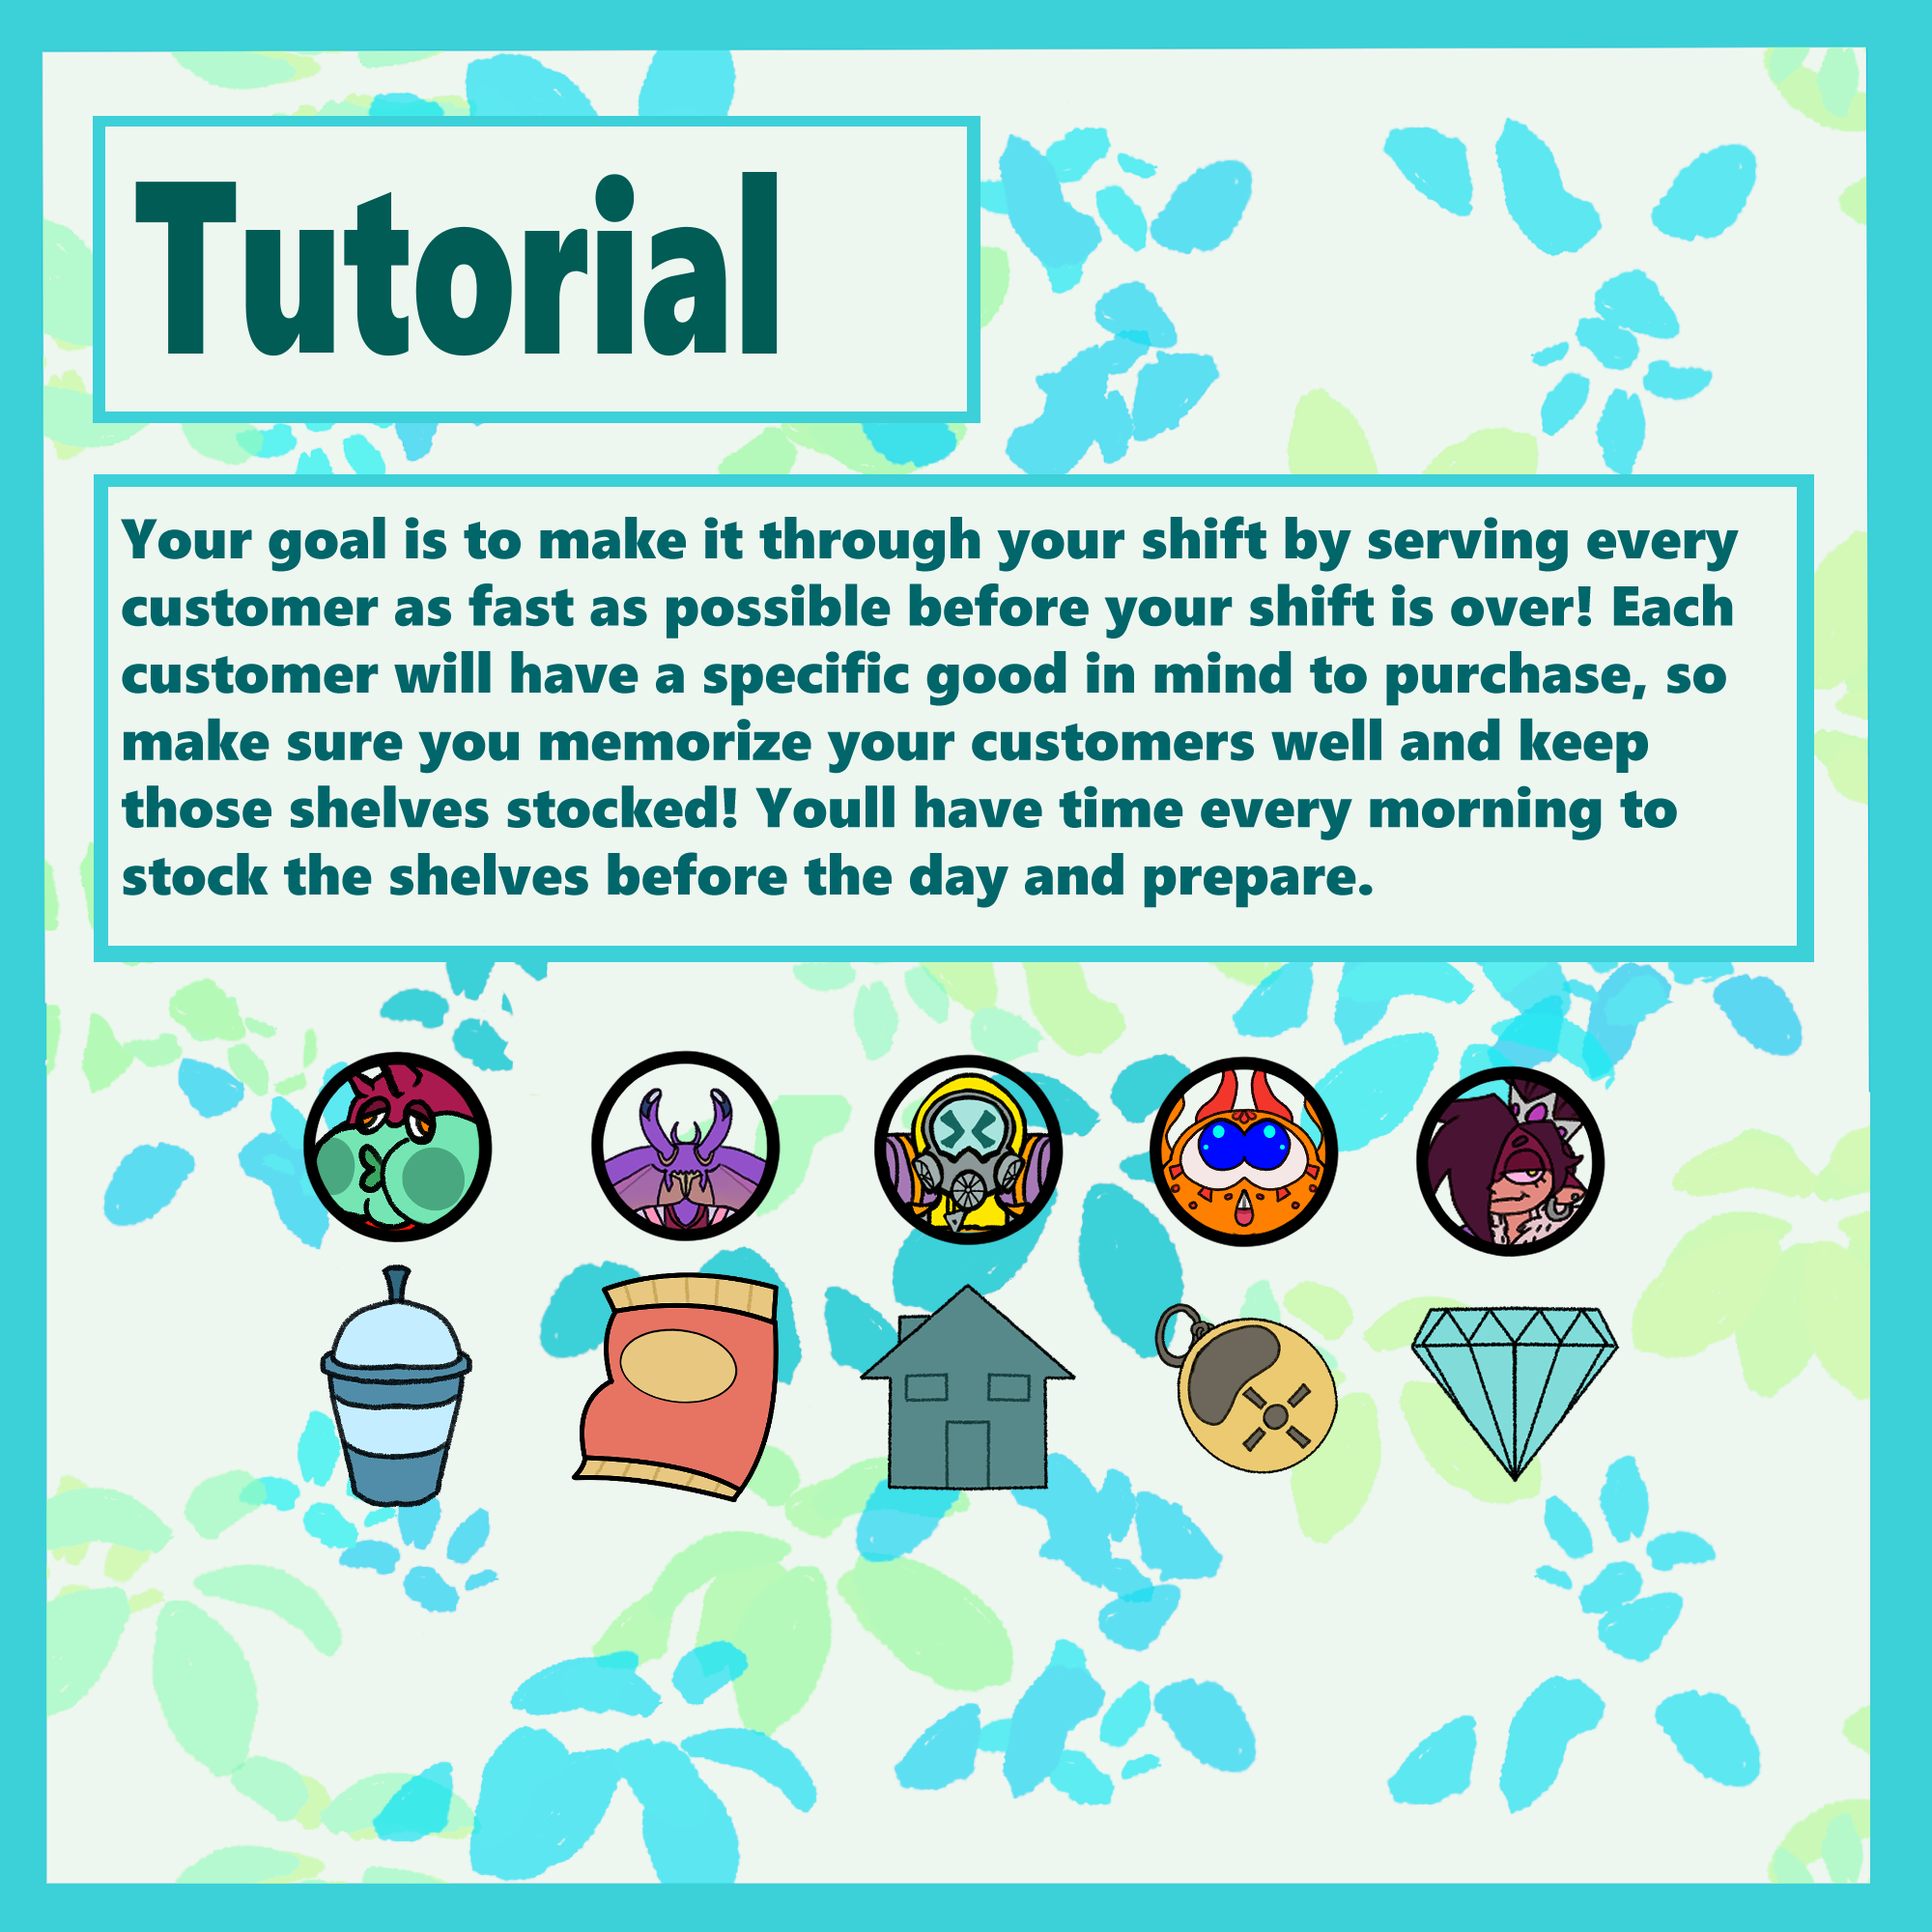 Tutorial
Your goal is to make it through your shift by serving every
customer as fast as possible before your shift is over! Each
customer will have a specific good in mind to purchase, so
make sure you memorize your customers well and keep
those shelves stocked! Youll have time every morning to
stock the shelves before the day and prepare.